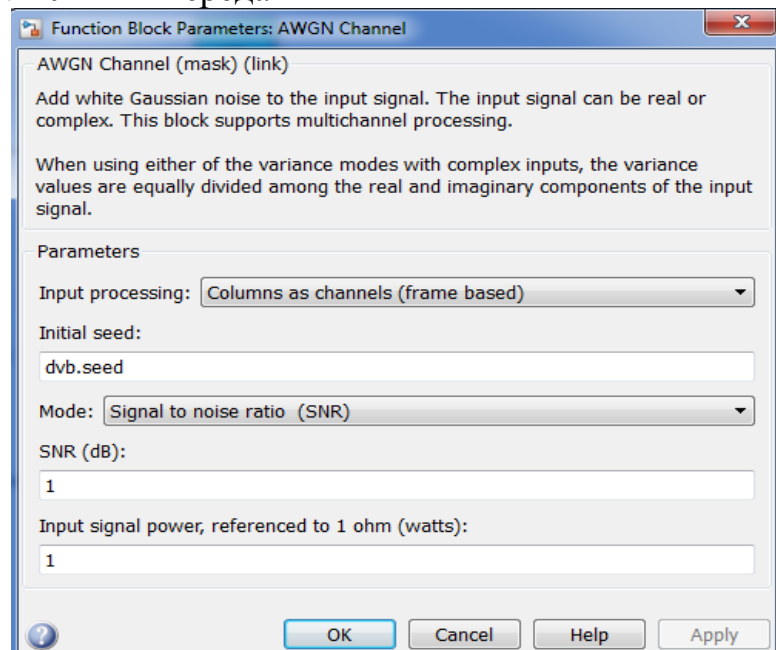 Function Block Parameters: AWGN Channel
AWGN Channel (mask) (link)
Add white Gaussian noise to the input signal. The input signal can be real or
complex. This block supports multichannel processing.
When using either of the variance modes with complex inputs, the variance
values are equally divided among the real and imaginary components of the input
signal.
Parameters
Input processing: Columns as channels (frame based)
Initial seed:
dvb.seed
Mode: Signal to noise ratio (SNR)
SNR (dB):
1
Input signal power, referenced to 1 ohm (watts):
1
OK Cancel Help Apply